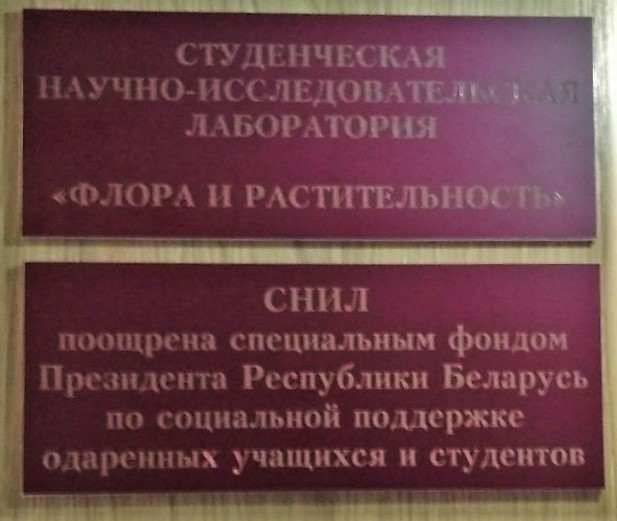 СТУДЕНЧЕСКАЯ
НАУЧНО-ИССЛЕДОВАТЕЛЬСКАЯ
ЛАБОРАТОРИЯ
«ФЛОРА И РАСТИТЕЛЬНОСТЬ»
СНИЛ
поощрена специальным фондом
Президента Республики Беларусь
по социальной поддержке
одаренных учащихся и студентов